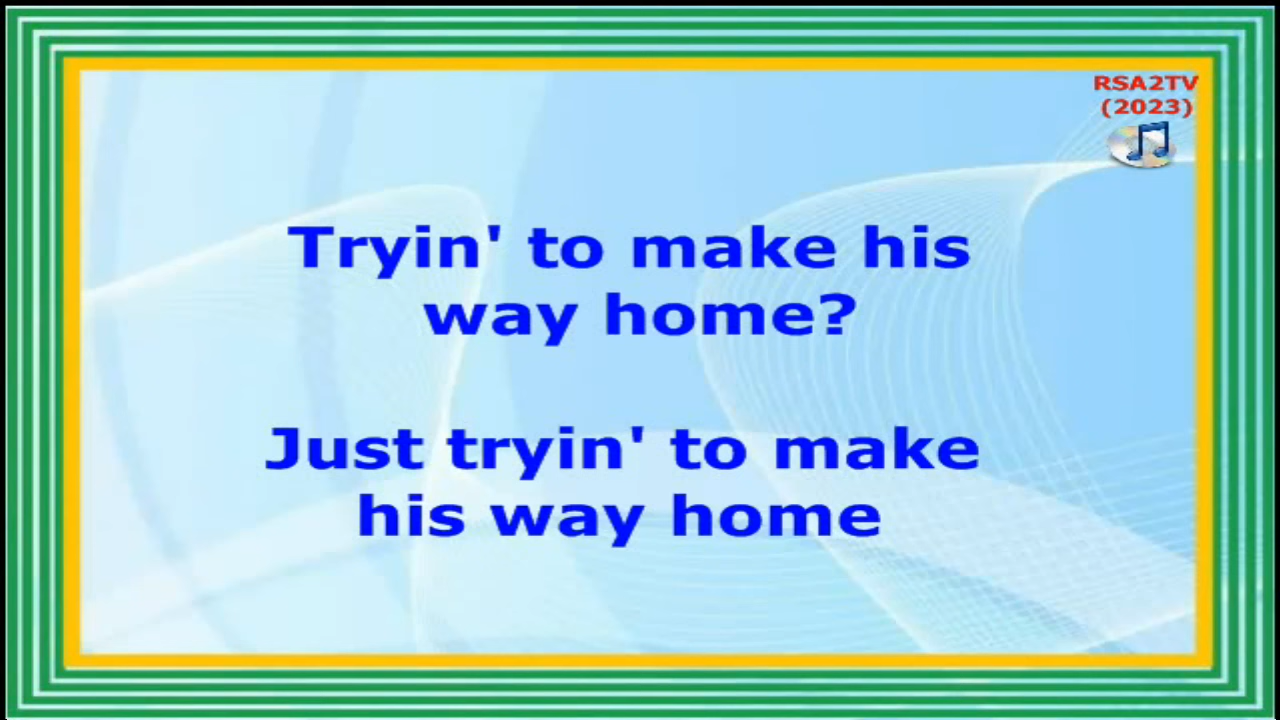 RSA2TV
(2023)
Tryin' to make his
way home?
Just tryin' to make
his way home